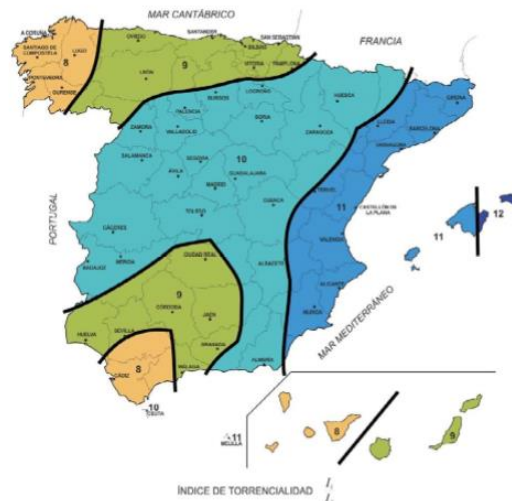 MAR CANTÁBRICO
FRANCIA
A CORUÑA
LUGO
SANTIAGO DE COMPOSTELA
8
PONTEVEDRA
OURENSE
OVIEDO
SANTANDER
SAN SEBASTIÁN
BILBAO
VITORIA
PAMPLONA
9
LEÓN
LOGROÑO
BURGOS
PALENCIA
HUESCA
GIRONA
LLEIDA
BARCELONA
TARRAGONA
ZAMORA
VALLADOLID
SORIA
ZARAGOZA
SALAMANCA
SEGOVIA
10
ÁVILA
GUADALAJARA
MADRID
TERUEL
CUENCA
11
CASTELLÓN DE
LA PLANA
12
11
PORTUGAL
TOLEDO
CÁCERES
VALENCIA
BADAJOZ
MÉRIDA
CIUDAD REAL
ALBACETE
9
ALICANTE
CÓRDOBA
JAÉN
MURCIA
MAR MEDITERRÁNEO
HUELVA
SEVILLA
GRANADA
MÁLAGA
ALMERÍA
8
CÁDIZ
10
CEUTA
11
MELILLA
8
9
ÍNDICE DE TORRENCIALIDAD